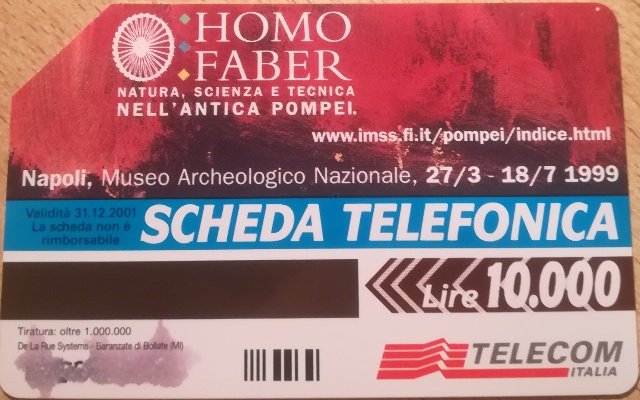 HOMO
FABER
NATURA, SCIENZA E TECNICA
NELL'ANTICA POMPEI.
www.imss.fi.it/pompei/indice.html
Napoli, Museo Archeologico Nazionale, 27/3 - 18/7 1999
Validità 31.12.2001
La scheda non è
rimborsabile
SCHEDA TELEFONICA
Lire 10.000
Tiratura: oltre 1.000.000
De La Rue Systems - Garanzate di Bollate (MI)
TELECOM
ITALIA